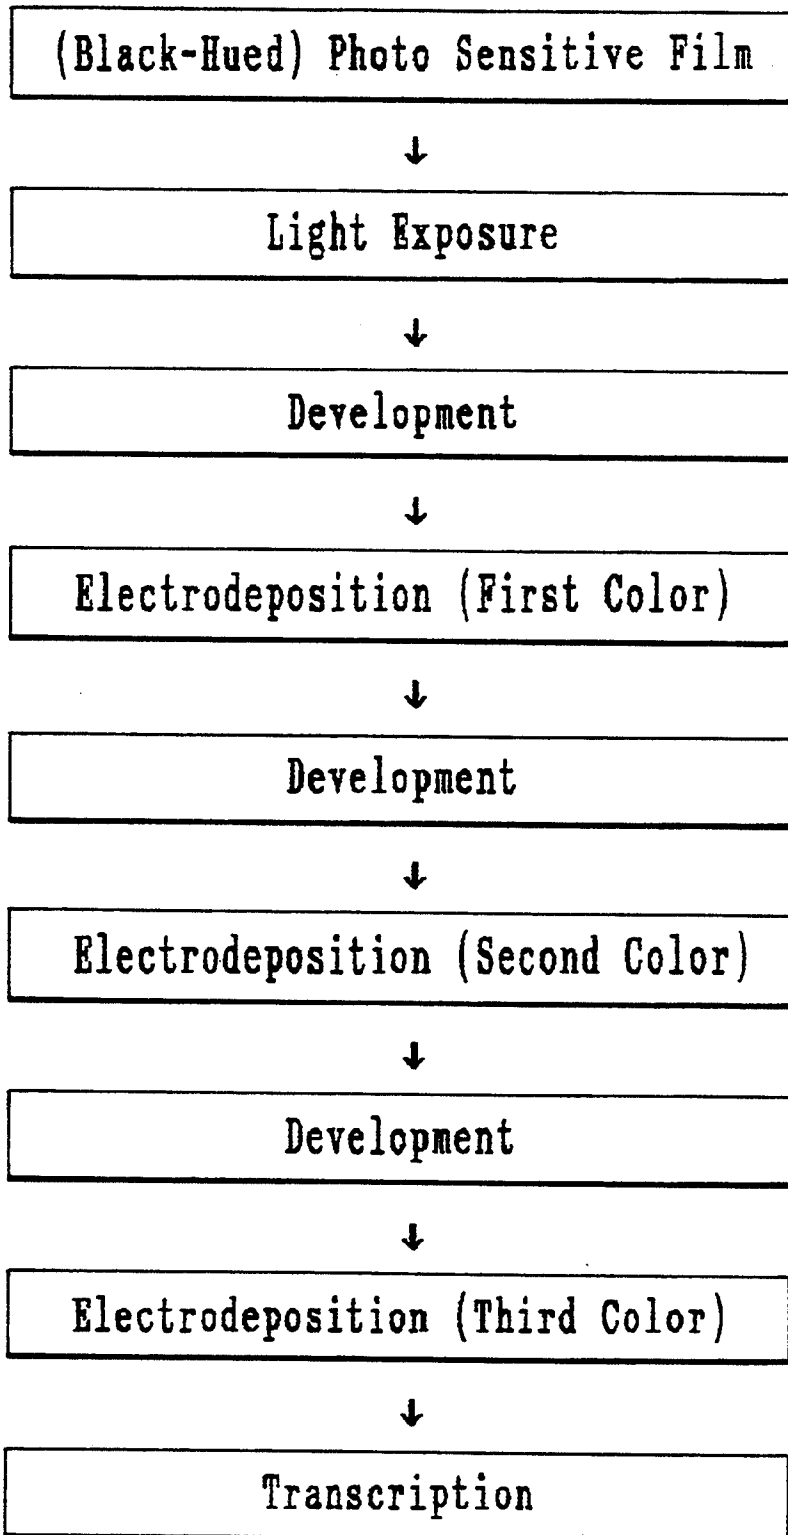 (Black-Hued) Photo Sensitive Film
↓
Light Exposure
↓
Development
↓
Electrodeposition (First Color)
↓
Development
↓
Electrodeposition (Second Color)
↓
Development
↓
Electrodeposition (Third Color)
↓
Transcription